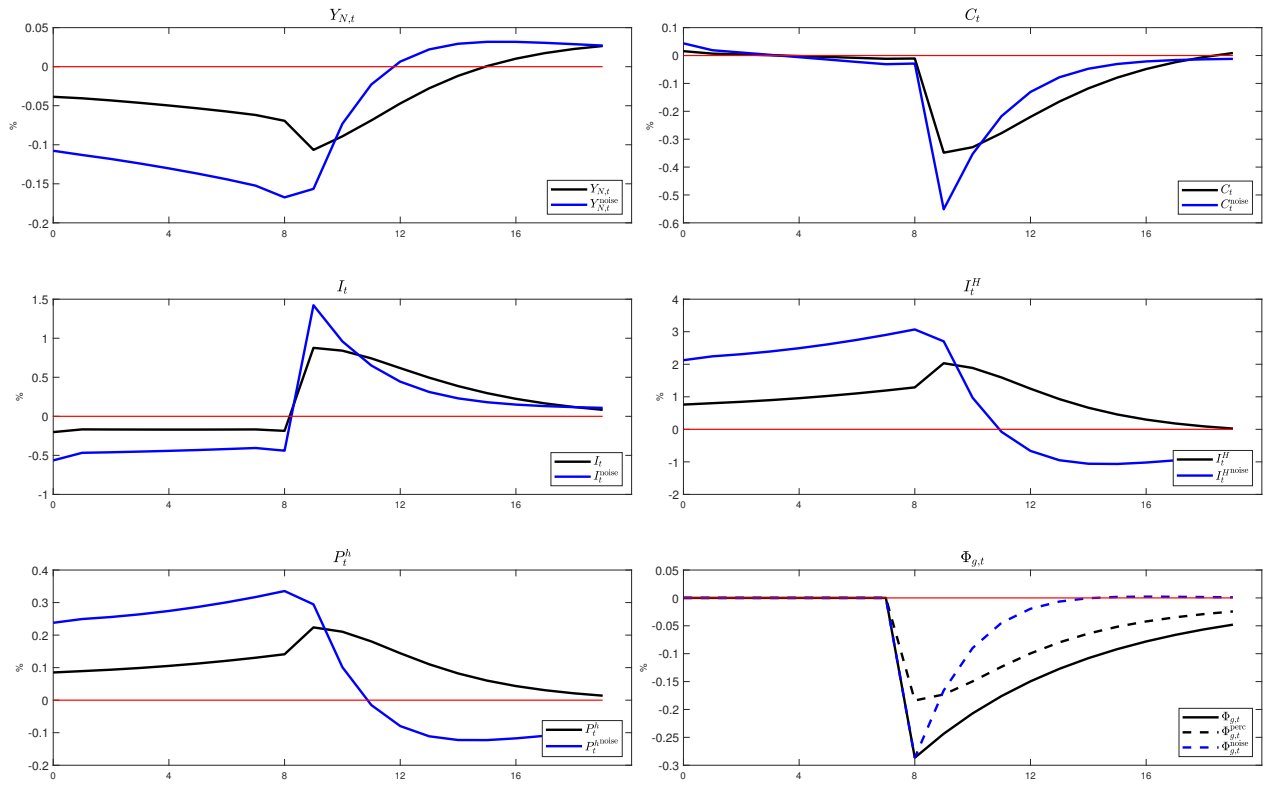 Y_{N,t}
0.05
0
-0.05
-0.1
-0.15
-0.2
%
0 4 8 12 16
Y_{N,t}
Y_{N,t}^{noise}
C_t
0.1
0
-0.1
-0.2
-0.3
-0.4
-0.5
-0.6
%
0 4 8 12 16
C_t
C_t^{noise}
I_t
1.5
1
0.5
0
-0.5
-1
%
0 4 8 12 16
I_t
I_t^{noise}
I_t^H
4
3
2
1
0
-1
-2
%
0 4 8 12 16
I_t^H
I_t^{H noise}
P_t^h
0.4
0.3
0.2
0.1
0
-0.1
-0.2
%
0 4 8 12 16
P_t^h
P_t^{h noise}
Φ_{g,t}
0.05
0
-0.05
-0.1
-0.15
-0.2
-0.25
-0.3
%
0 4 8 12 16
Φ_{g,t}
Φ_{g,t}^{perc}
Φ_{g,t}^{noise}